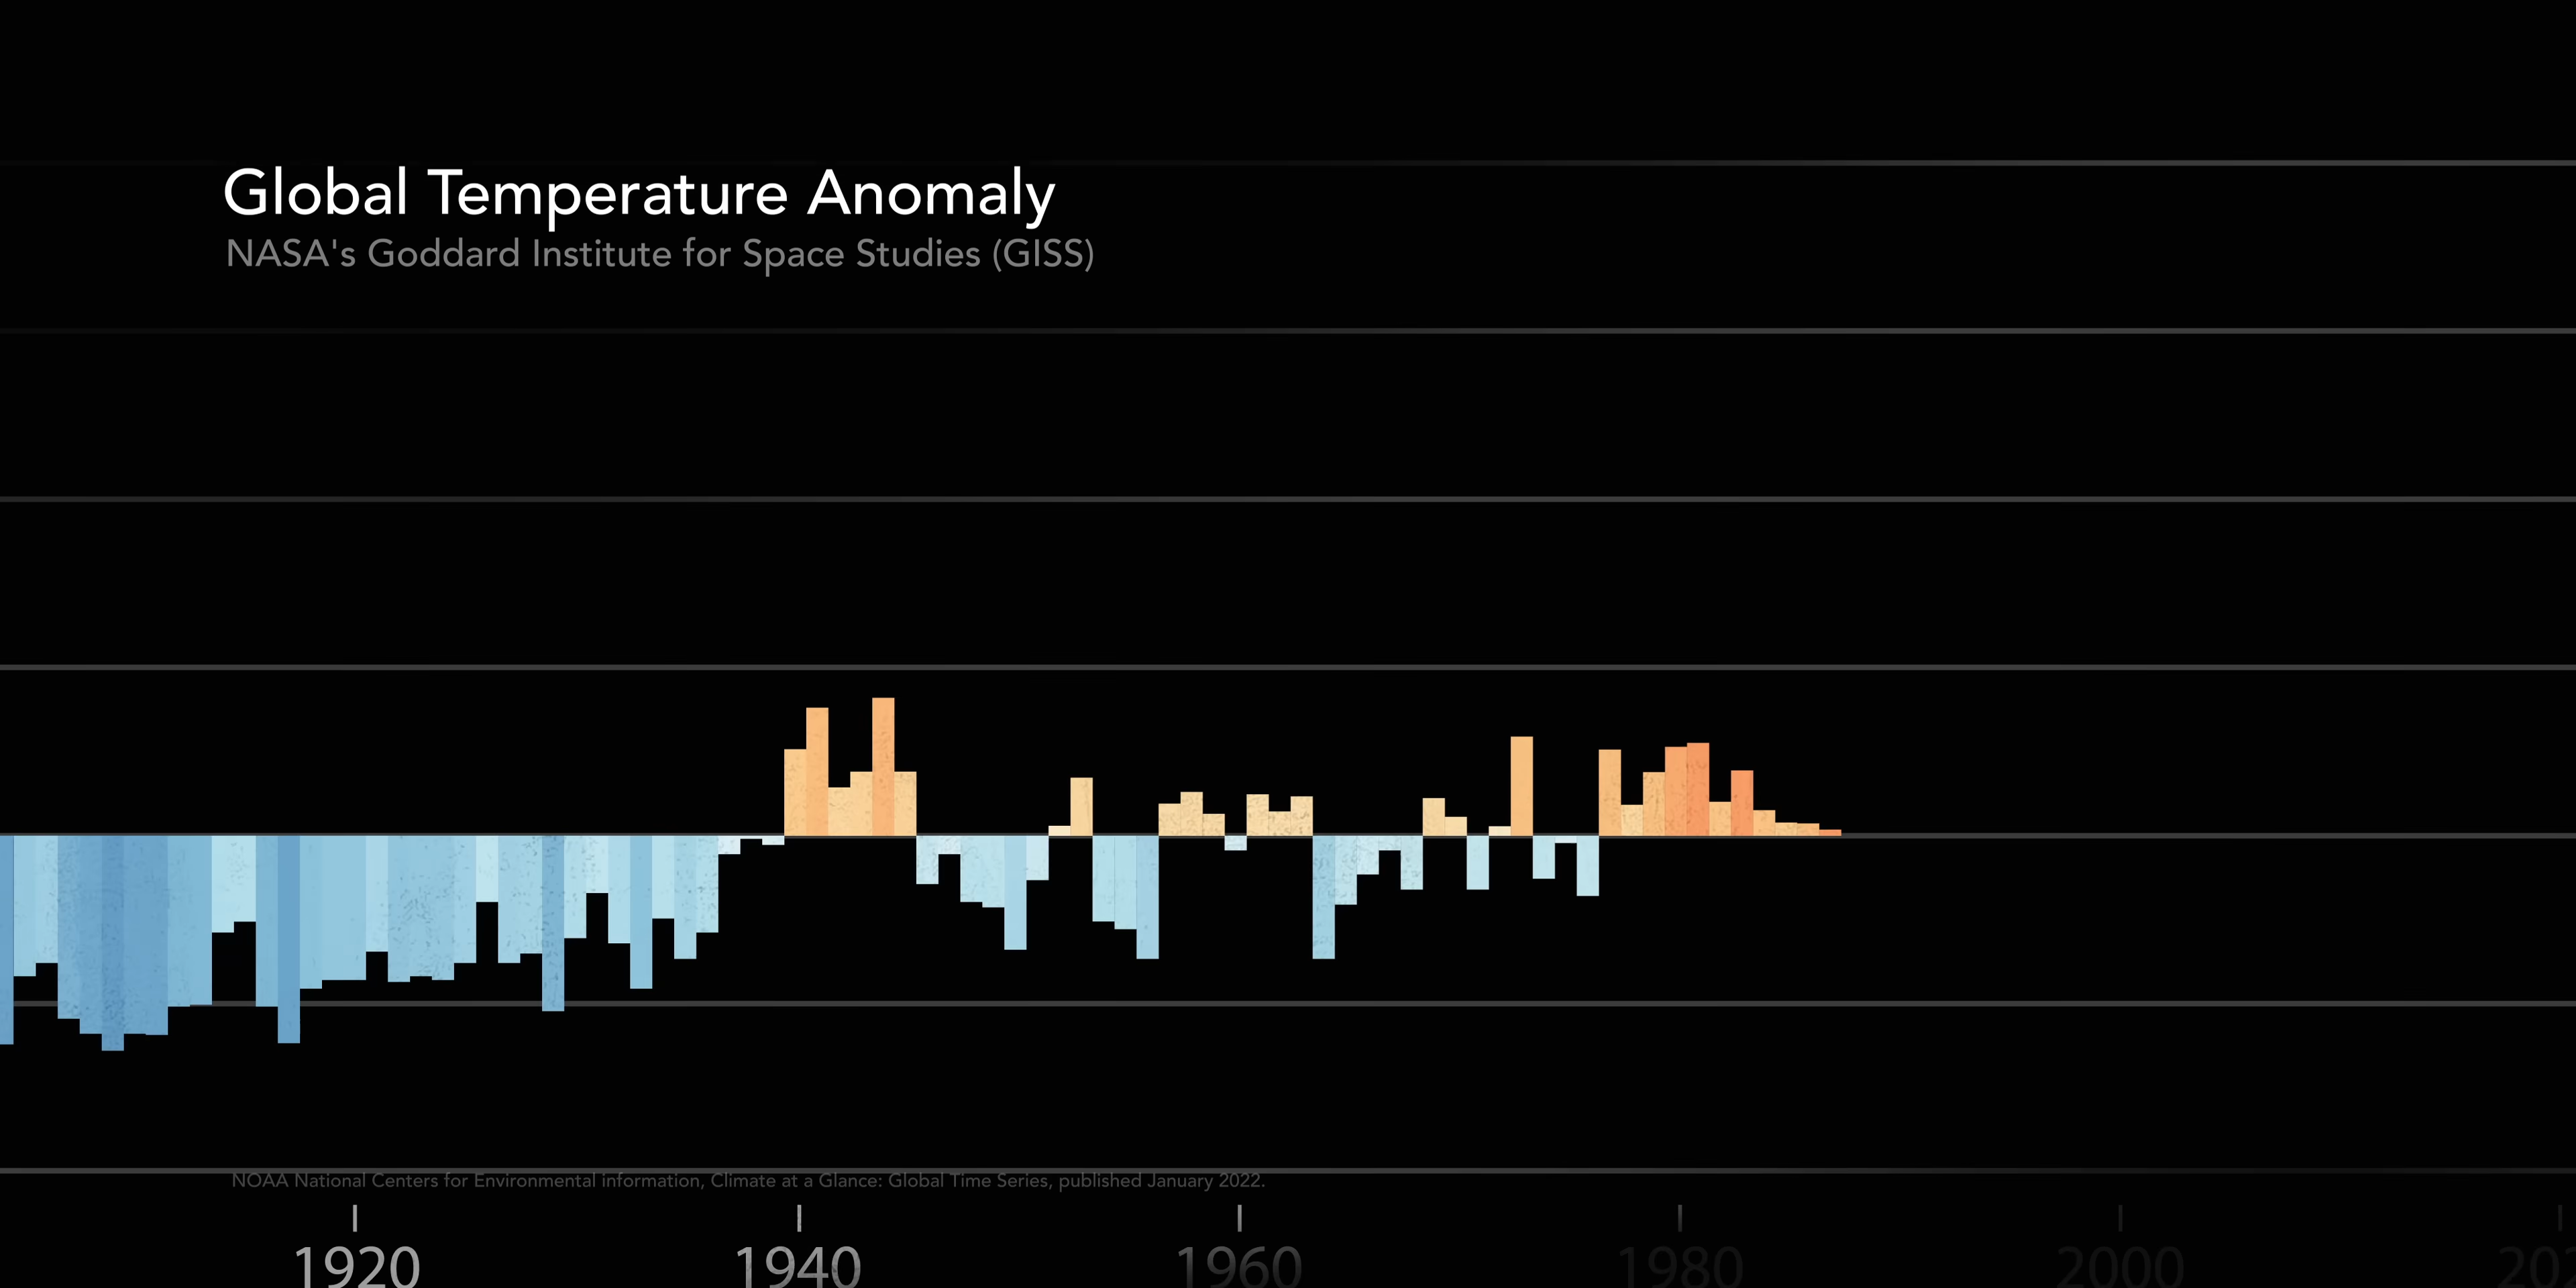 Global Temperature Anomaly
NASA's Goddard Institute for Space Studies (GISS)
NOAA National Centers for Environmental information, Climate at a Glance: Global Time Series, published January 2022.
1920 1940 1960 1980 2000